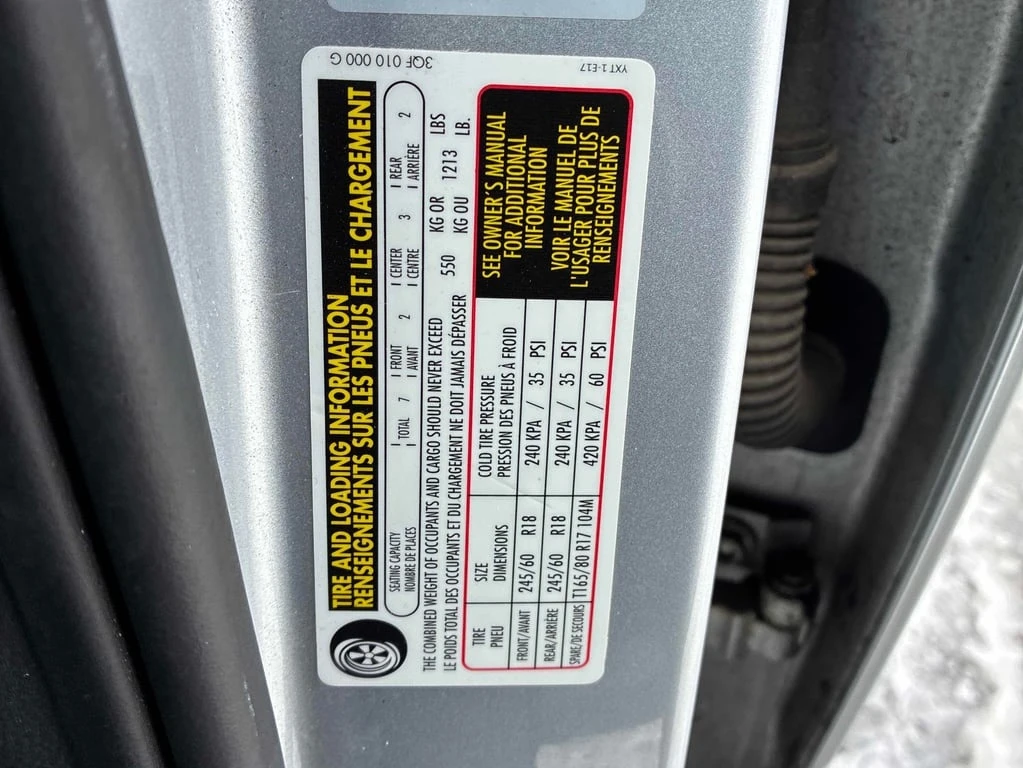 TIRE AND LOADING INFORMATION
RENSEIGNEMENTS SUR LES PNEUS ET LE CHARGEMENT
SEATING CAPACITY | TOTAL 7 | FRONT 2 | CENTER 3 | REAR 2
NOMBRE DE PLACES | AVANT | CENTRE | ARRIÈRE
THE COMBINED WEIGHT OF OCCUPANTS AND CARGO SHOULD NEVER EXCEED 550 KG OR 1213 LBS
LE POIDS TOTAL DES OCCUPANTS ET DU CHARGEMENT NE DOIT JAMAIS DÉPASSER KG OU LB.
TIRE SIZE COLD TIRE PRESSURE
PNEU DIMENSIONS PRESSION DES PNEUS À FROID
FRONT/AVANT 245/60 R18 240 KPA / 35 PSI
REAR/ARRIÈRE 245/60 R18 240 KPA / 35 PSI
SPARE/DE SECOURS T165/80 R17 104M 420 KPA / 60 PSI
SEE OWNER'S MANUAL
FOR ADDITIONAL
INFORMATION
VOIR LE MANUEL DE
L'USAGER POUR PLUS DE
RENSEIGNEMENTS
3QF 010 000 G
YXT 1-E17